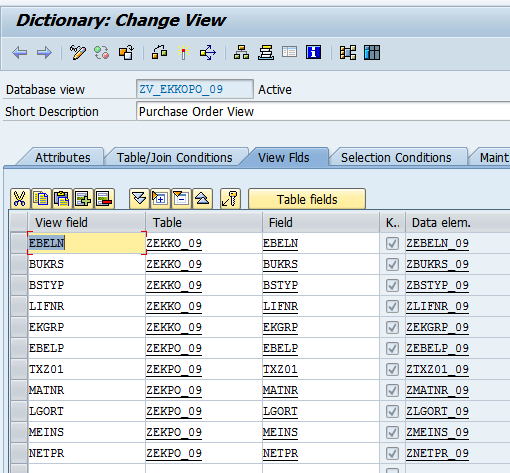 Dictionary: Change View
Database view ZV_EKKOPO_09 Active
Short Description Purchase Order View
Attributes Table/Join Conditions View Flds Selection Conditions Maint
Table fields
View field Table Field K.. Data elem.
EBELN ZEKKO_09 EBELN ZEBELN_09
BUKRS ZEKKO_09 BUKRS ZBUKRS_09
BSTYP ZEKKO_09 BSTYP ZBSTYP_09
LIFNR ZEKKO_09 LIFNR ZLIFNR_09
EKGRP ZEKKO_09 EKGRP ZEKGRP_09
EBELP ZEKPO_09 EBELP ZEBELP_09
TXZ01 ZEKPO_09 TXZ01 ZTXZ01_09
MATNR ZEKPO_09 MATNR ZMATNR_09
LGORT ZEKPO_09 LGORT ZLGORT_09
MEINS ZEKPO_09 MEINS ZMEINS_09
NETPR ZEKPO_09 NETPR ZNETPR_09